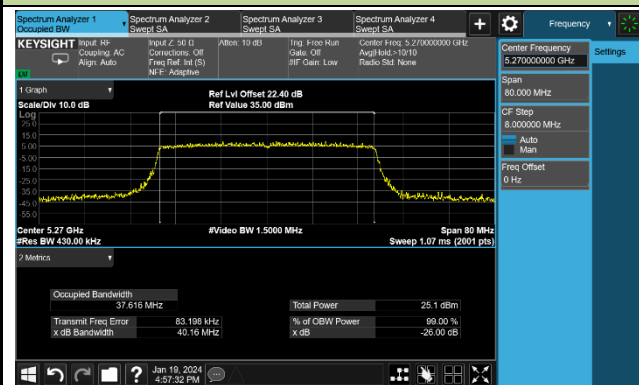 Spectrum Analyzer 1
Occupied BW
Spectrum Analyzer 2
Swept SA
Spectrum Analyzer 3
Swept SA
Spectrum Analyzer 4
Swept SA
Frequency
KEYSIGHT
Input: RF
Coupling: AC
Align: Auto
Input Z: 50 Ω
Corrections: Off
Freq Ref: Int (S)
NFE: Adaptive
Atten: 10 dB
Trig: Free Run
Gate: Off
#IF Gain: Low
Center Freq: 5.270000000 GHz
Avg|Hold:>10/10
Radio Std: None
LXI
Center Frequency
5.270000000 GHz
Settings
Span
80.000 MHz
CF Step
8.000000 MHz
Auto
Man
Freq Offset
0 Hz
1 Graph
Scale/Div 10.0 dB
Ref Lvl Offset 22.40 dB
Ref Value 35.00 dBm
Log
25.0
15.0
5.00
-5.00
-15.0
-25.0
-35.0
-45.0
-55.0
Center 5.27 GHz
#Res BW 430.00 kHz
#Video BW 1.5000 MHz
Span 80 MHz
Sweep 1.07 ms (2001 pts)
2 Metrics
Occupied Bandwidth
37.616 MHz
Total Power
25.1 dBm
Transmit Freq Error
83.198 kHz
% of OBW Power
99.00 %
x dB Bandwidth
40.16 MHz
x dB
-26.00 dB
Jan 19, 2024
4:57:32 PM